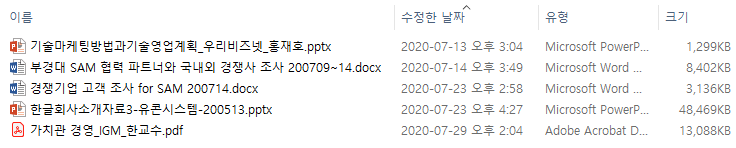 이름 수정한 날짜 유형 크기
기술마케팅방법과기술영업계획_우리비즈넷_홍재호.pptx 2020-07-13 오후 3:04 Microsoft PowerP... 1,299KB
부경대 SAM 협력 파트너와 국내외 경쟁사 조사 200709~14.docx 2020-07-14 오후 3:49 Microsoft Word ... 8,402KB
경쟁기업 고객 조사 for SAM 200714.docx 2020-07-23 오후 2:58 Microsoft Word ... 3,136KB
한글회사소개자료3-유콘시스템-200513.pptx 2020-07-23 오후 4:27 Microsoft PowerP... 48,469KB
가치관 경영_IGM_한교수.pdf 2020-07-29 오후 2:04 Adobe Acrobat D... 13,088KB